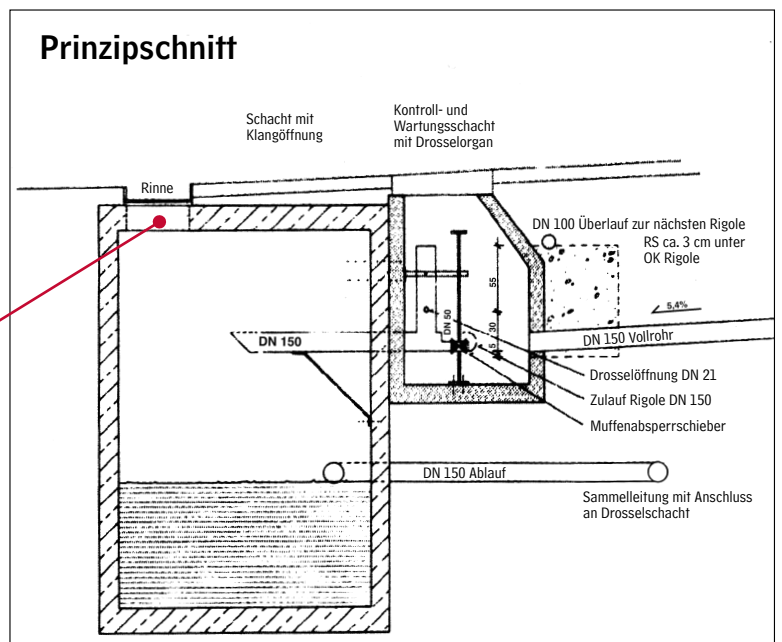 Prinzipschnitt
Schacht mit
Klangöffnung
Kontroll- und
Wartungsschacht
mit Drosselorgan
Rinne
DN 100 Überlauf zur nächsten Rigole
RS ca. 3 cm unter
OK Rigole
55
5,4%
DN 50
30
DN 150
5
DN 150 Vollrohr
Drosselöffnung DN 21
Zulauf Rigole DN 150
Muffenabsperrschieber
DN 150 Ablauf
Sammelleitung mit Anschluss
an Drosselschacht